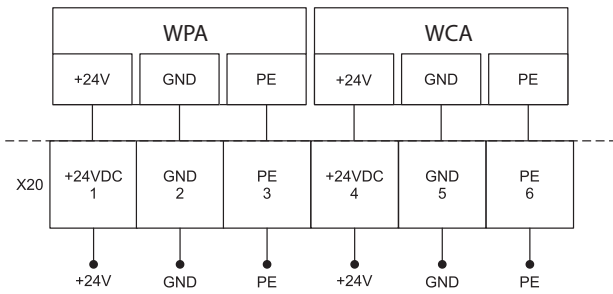 WPA WCA
+24V GND PE +24V GND PE
X20 +24VDC GND PE +24VDC GND PE
1 2 3 4 5 6
+24V GND PE +24V GND PE